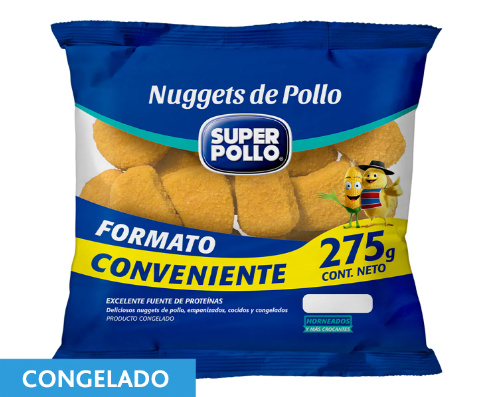 Nuggets de Pollo
SUPER
POLLO®
FORMATO
CONVENIENTE
275g
CONT. NETO
EXCELENTE FUENTE DE PROTEÍNAS
Deliciosos nuggets de pollo, empanizados, cocidos y congelados
PRODUCTO CONGELADO
HORNEADOS
Y MÁS CROCANTES
CONGELADO